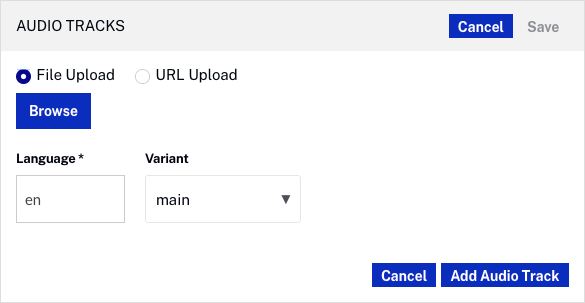 AUDIO TRACKS Cancel Save
File Upload URL Upload
Browse
Language * Variant
en main
Cancel Add Audio Track